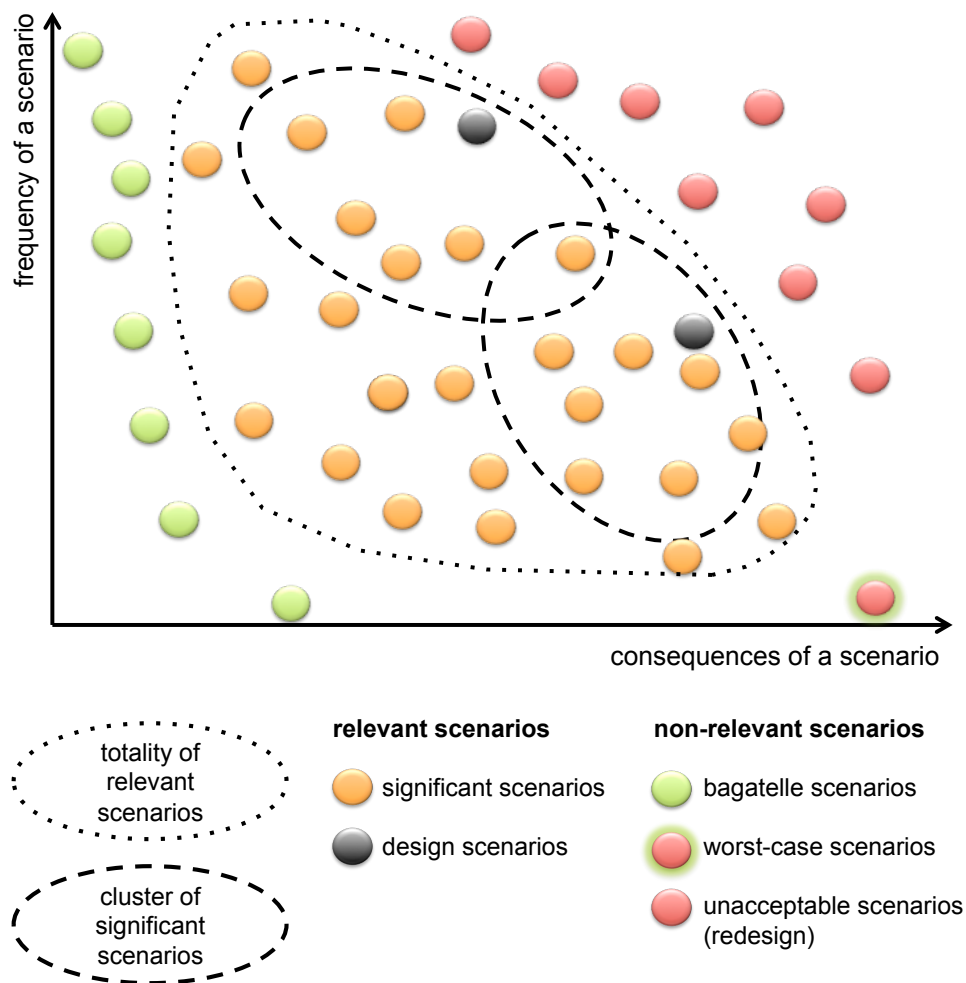 frequency of a scenario
consequences of a scenario
totality of
relevant
scenarios
cluster of
significant
scenarios
relevant scenarios
significant scenarios
design scenarios
non-relevant scenarios
bagatelle scenarios
worst-case scenarios
unacceptable scenarios
(redesign)